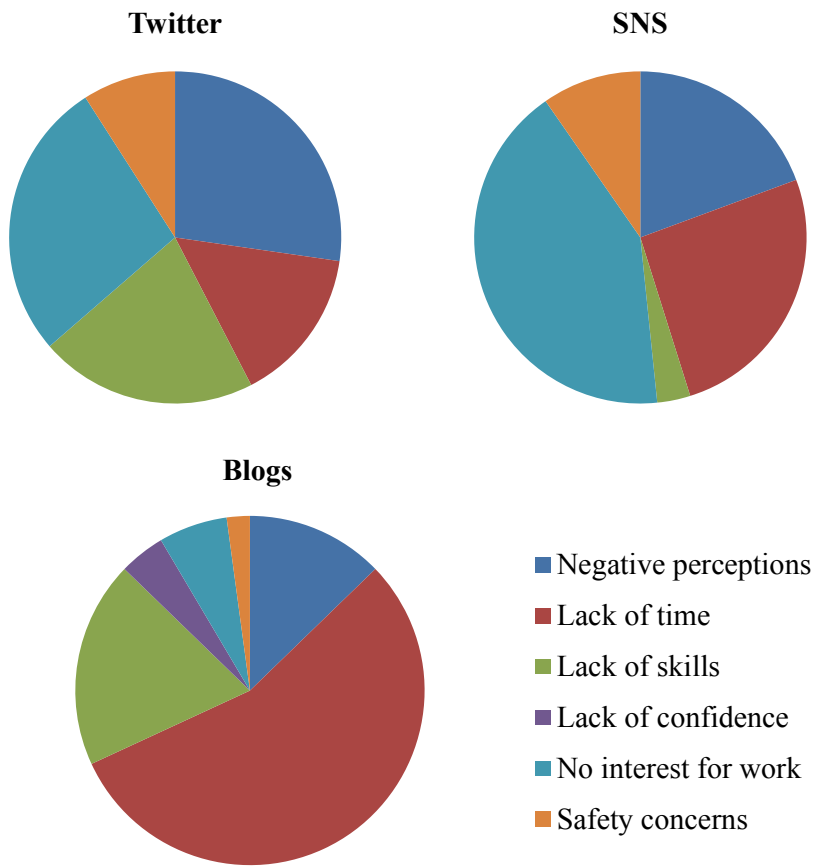 Twitter
SNS
Blogs
Negative perceptions
Lack of time
Lack of skills
Lack of confidence
No interest for work
Safety concerns